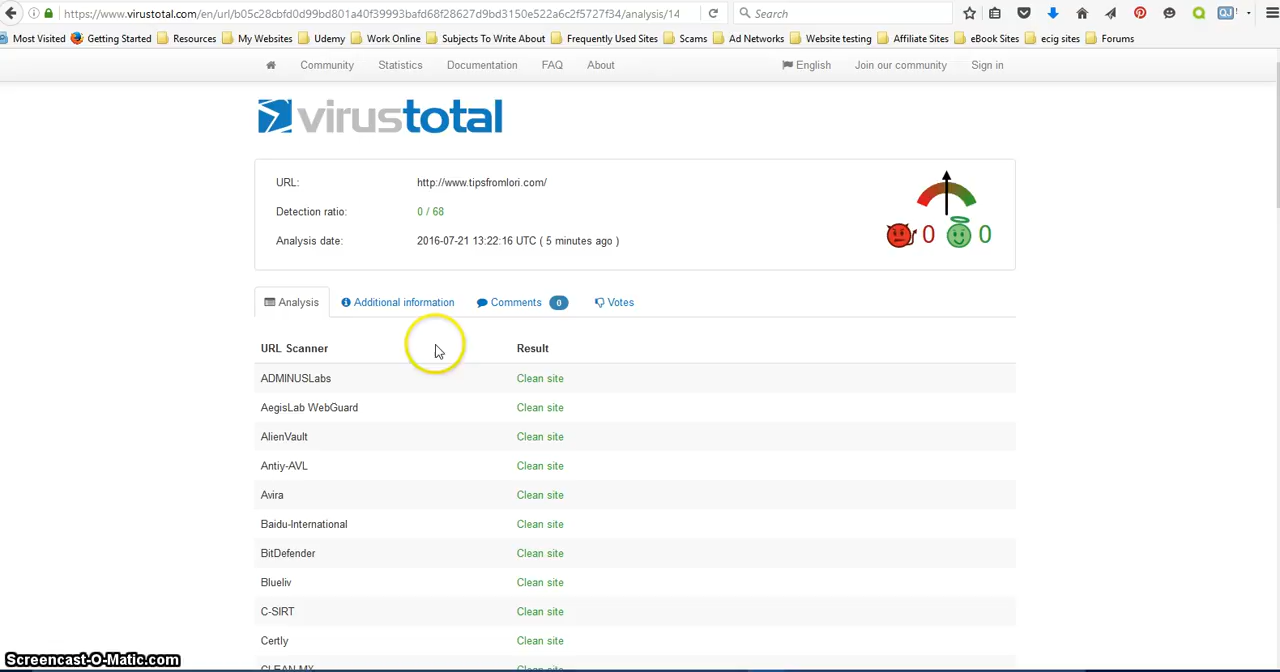 https://www.virustotal.com/en/url/b05c28cbfd0d99bd801a40f39993bafd68f28627d9bd3150e522a6c2f5727f34/analysis/14
Search
Most Visited Getting Started Resources My Websites Udemy Work Online Subjects To Write About Frequently Used Sites Scams Ad Networks Website testing Affiliate Sites eBook Sites ecig sites Forums
Community Statistics Documentation FAQ About English Join our community Sign in
virustotal
URL: http://www.tipsfromlori.com/
Detection ratio: 0 / 68
Analysis date: 2016-07-21 13:22:16 UTC ( 5 minutes ago )
0 0
Analysis Additional information Comments 0 Votes
URL Scanner Result
ADMINUSLabs Clean site
AegisLab WebGuard Clean site
AlienVault Clean site
Antiy-AVL Clean site
Avira Clean site
Baidu-International Clean site
BitDefender Clean site
Blueliv Clean site
C-SIRT Clean site
Certly Clean site
CLEAN MX Clean site
Screencast-O-Matic.com